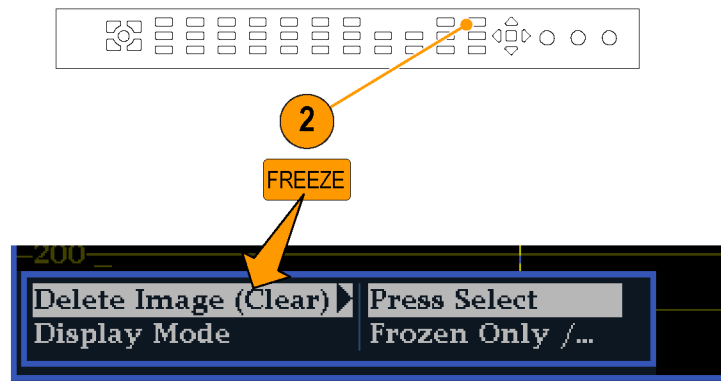 2
FREEZE
-200
Delete Image (Clear) Press Select
Display Mode Frozen Only /...